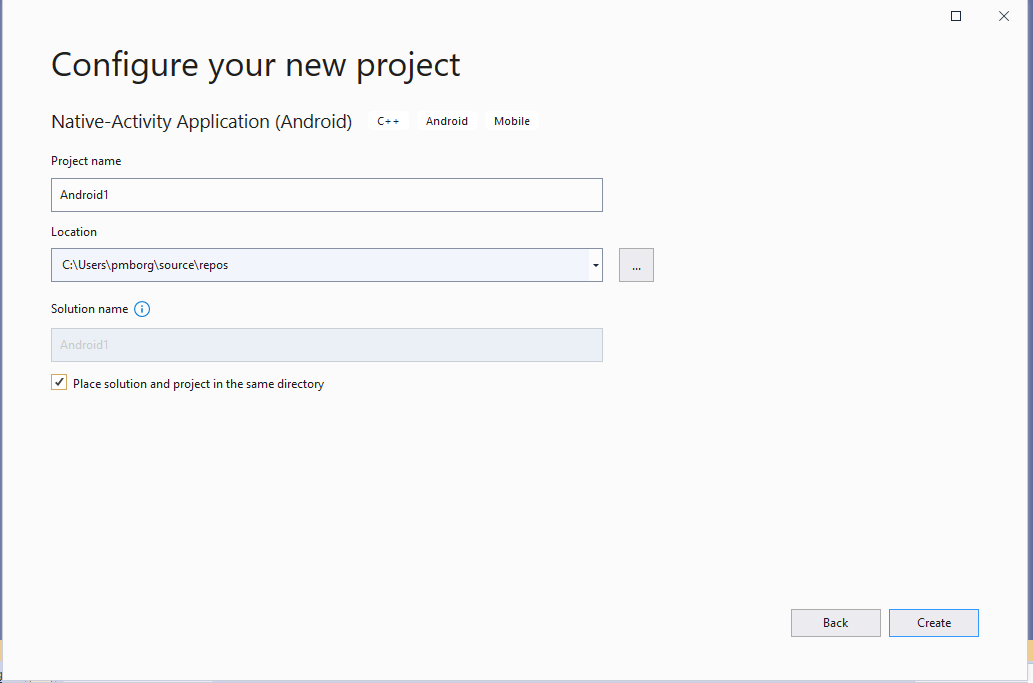 Configure your new project
Native-Activity Application (Android) C++ Android Mobile
Project name
Android1
Location
C:\Users\pmborg\source\repos
...
Solution name
Android1
Place solution and project in the same directory
Back Create